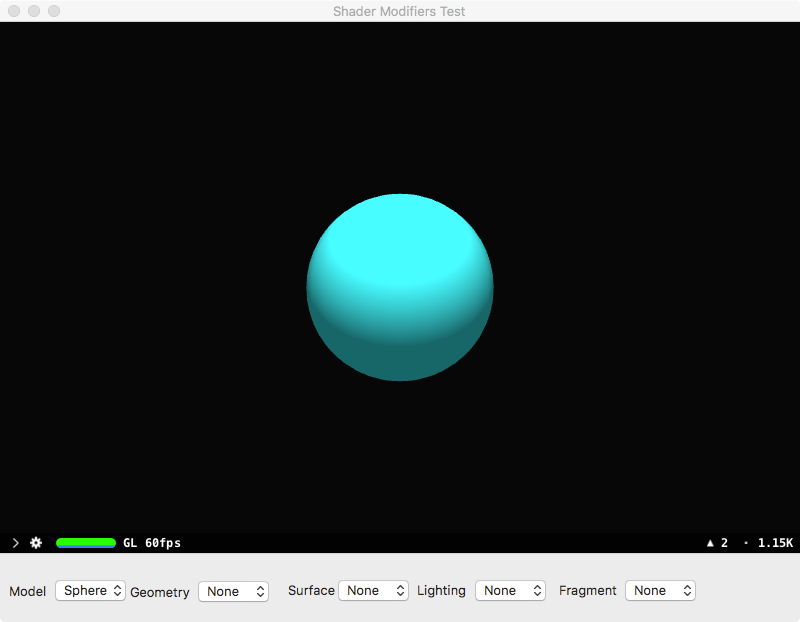 Shader Modifiers Test
GL 60fps ▲ 2 · 1.15K
Model Sphere Geometry None Surface None Lighting None Fragment None